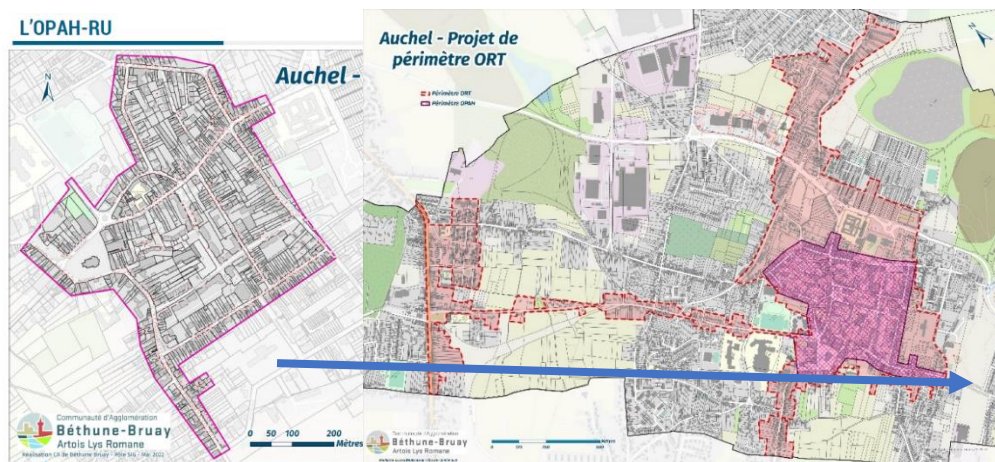 L'OPAH-RU
N
Auchel -
Communauté d'Agglomération
Béthune-Bruay
Artois Lys Romane
0 50 100 200
Mètres
Auchel - Projet de
périmètre ORT
Périmètre ORT
Périmètre OPAH
N
Béthune-Bruay
Artois Lys Romane